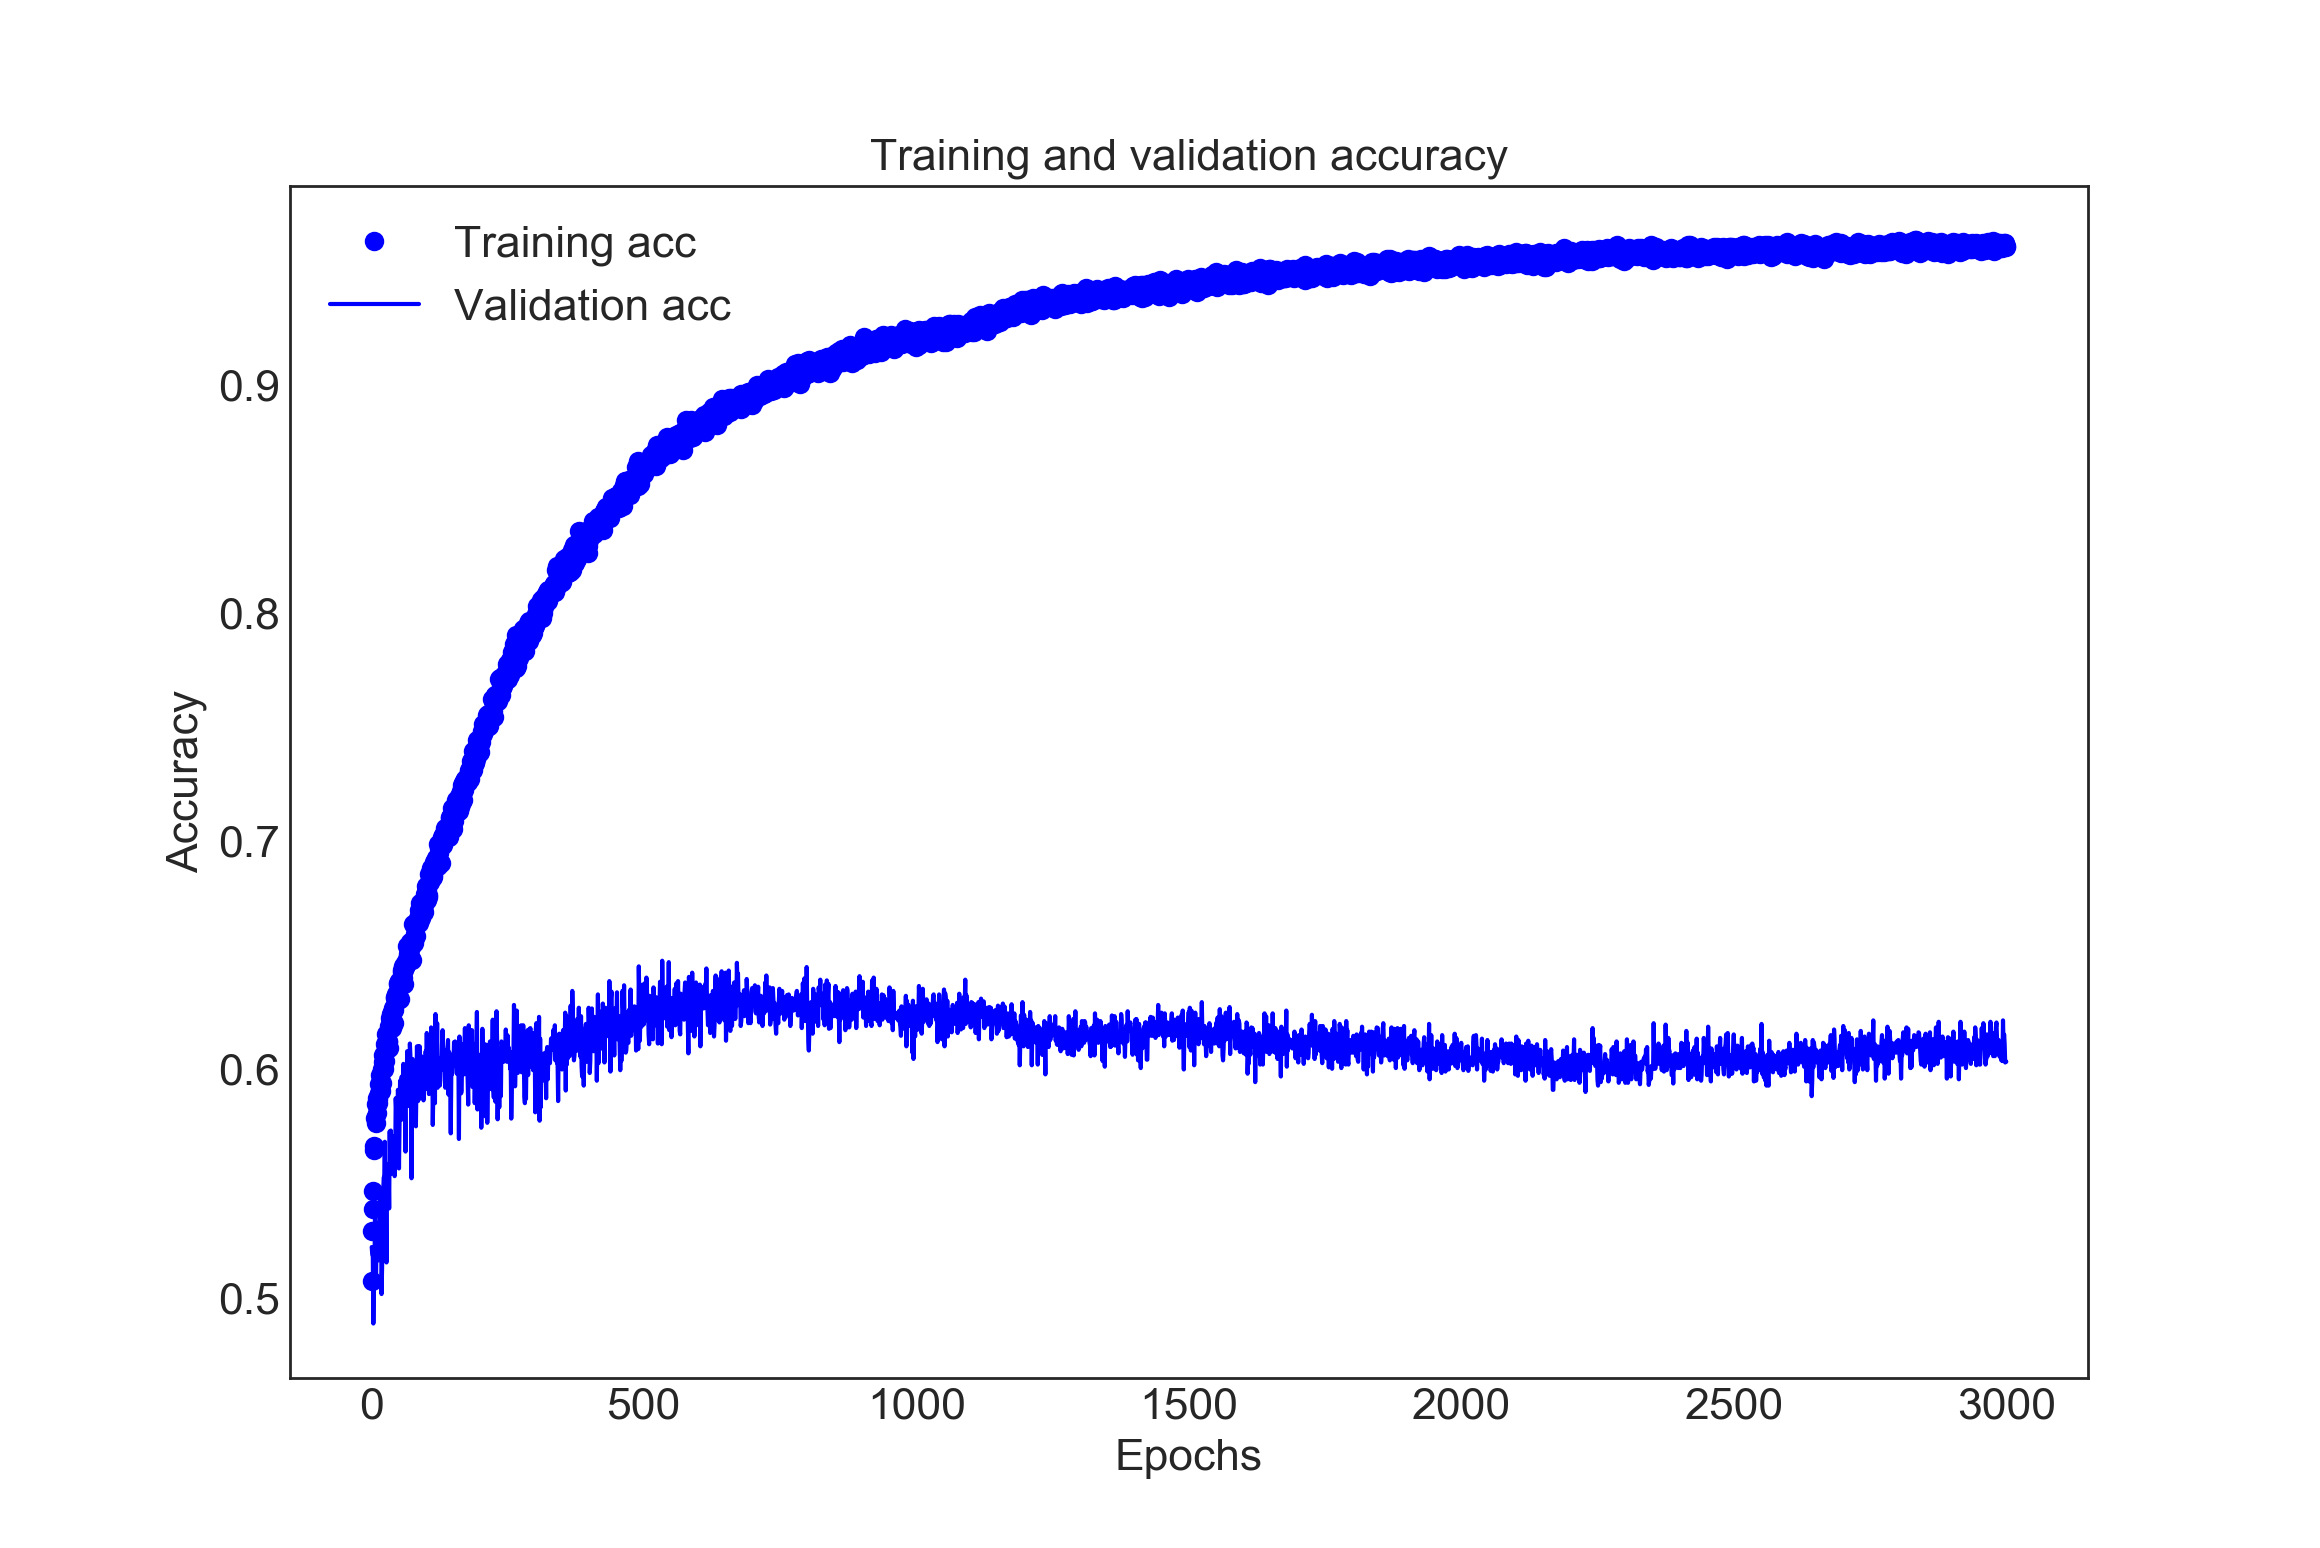 Training and validation accuracy
Training acc
Validation acc
0.9
0.8
0.7
0.6
0.5
Accuracy
0 500 1000 1500 2000 2500 3000
Epochs